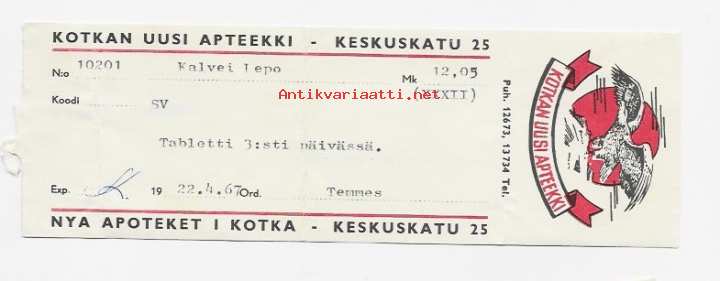 KOTKAN UUSI APTEEKKI - KESKUSKATU 25
N:o 10201 Kalvei Lepo Mk 12,05
Antikvariaatti.net
Koodi SV
Tabletti 3:sti päivässä.
Exp. 19 22.4.67 Ord. Temmes
NYA APOTEKET I KOTKA - KESKUSKATU 25
Puh. 12673, 13734 Tel.
KOTKAN UUSI APTEEKKI